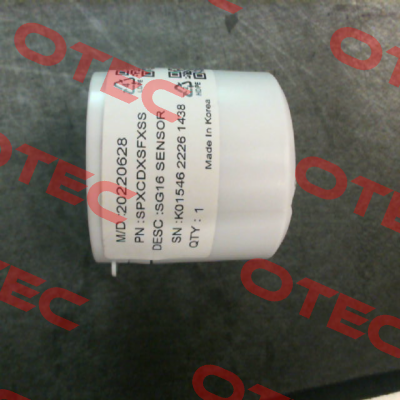 M/D :20220628
PN :SPXCDXSFXSS
DESC :SG16 SENSOR
SN :K01546 2226 1438
QTY : 1
Made In Korea
HDPE
OTEC
OTEC
OTEC
OTEC
OTEC